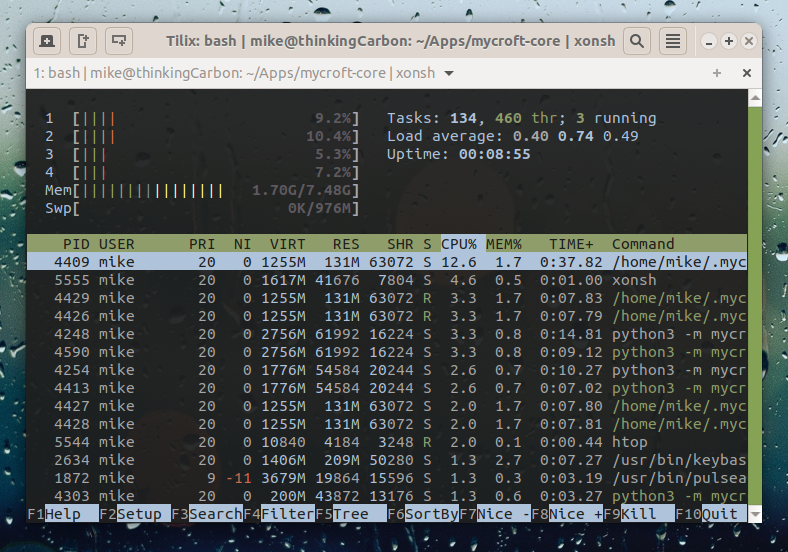 Tilix: bash | mike@thinkingCarbon: ~/Apps/mycroft-core | xonsh
1: bash | mike@thinkingCarbon: ~/Apps/mycroft-core | xonsh
1 [|||| 9.2%] Tasks: 134, 460 thr; 3 running
2 [|||| 10.4%] Load average: 0.40 0.74 0.49
3 [||| 5.3%] Uptime: 00:08:55
4 [||| 7.2%]
Mem[||||||||||||||||| 1.70G/7.48G]
Swp[ 0K/976M]
PID USER PRI NI VIRT RES SHR S CPU% MEM% TIME+ Command
4409 mike 20 0 1255M 131M 63072 S 12.6 1.7 0:37.82 /home/mike/.myc
5555 mike 20 0 1617M 41676 7804 S 4.6 0.5 0:01.00 xonsh
4429 mike 20 0 1255M 131M 63072 R 3.3 1.7 0:07.83 /home/mike/.myc
4426 mike 20 0 1255M 131M 63072 R 3.3 1.7 0:07.79 /home/mike/.myc
4248 mike 20 0 2756M 61992 16224 S 3.3 0.8 0:14.81 python3 -m mycr
4590 mike 20 0 2756M 61992 16224 S 3.3 0.8 0:09.12 python3 -m mycr
4254 mike 20 0 1776M 54584 20244 S 2.6 0.7 0:10.27 python3 -m mycr
4413 mike 20 0 1776M 54584 20244 S 2.6 0.7 0:07.02 python3 -m mycr
4427 mike 20 0 1255M 131M 63072 S 2.0 1.7 0:07.80 /home/mike/.myc
4428 mike 20 0 1255M 131M 63072 S 2.0 1.7 0:07.81 /home/mike/.myc
5544 mike 20 0 10840 4184 3248 R 2.0 0.1 0:00.44 htop
2634 mike 20 0 1406M 209M 50280 S 1.3 2.7 0:07.27 /usr/bin/keybas
1872 mike 9 -11 3679M 19864 15596 S 1.3 0.3 0:03.19 /usr/bin/pulsea
4303 mike 20 0 200M 43872 13176 S 1.3 0.6 0:03.27 python3 -m mycr
F1Help F2Setup F3SearchF4FilterF5Tree F6SortByF7Nice -F8Nice +F9Kill F10Quit